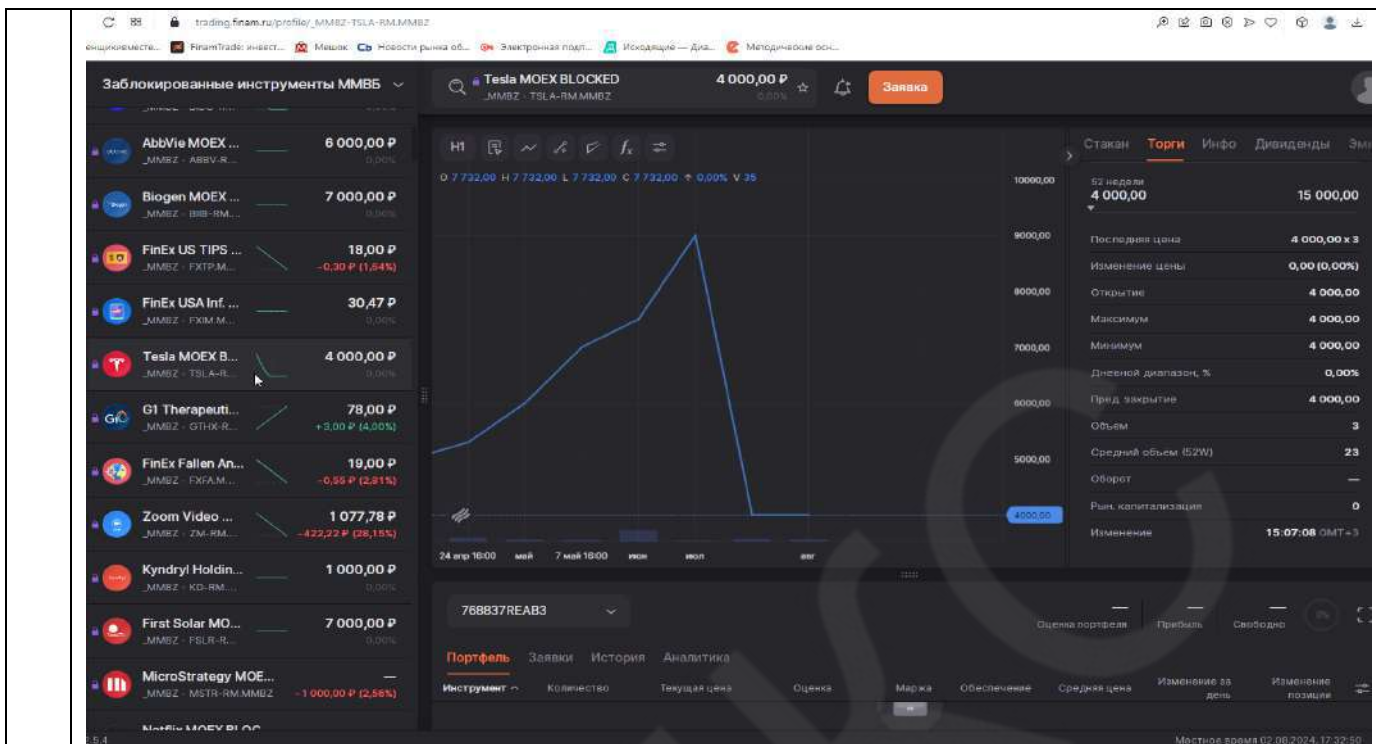 trading.finam.ru/profile/_MMBZ-TSLA-RM.MMBZ
FinamTrade: инвест... Мешок Новости рынка об... Электронная подп... Исходящие — Диа... Методические осн...
Заблокированные инструменты ММВБ
Tesla MOEX BLOCKED 4 000,00 ₽
_MMBZ - TSLA-RM.MMBZ 0,00%
Заявка
AbbVie MOEX ... 6 000,00 ₽
_MMBZ - ABBV-R... 0,00%
Biogen MOEX ... 7 000,00 ₽
_MMBZ - BIIB-RM.... 0,00%
FinEx US TIPS ... 18,00 ₽
_MMBZ - FXTP.M... -0,30 ₽ (1,64%)
FinEx USA Inf. ... 30,47 ₽
_MMBZ - FXIM.M... 0,00%
Tesla MOEX B... 4 000,00 ₽
_MMBZ - TSLA-R... 0,00%
G1 Therapeuti... 78,00 ₽
_MMBZ - GTHX-R... +3,00 ₽ (4,00%)
FinEx Fallen An... 19,00 ₽
_MMBZ - FXFA.M... -0,55 ₽ (2,81%)
Zoom Video ... 1 077,78 ₽
_MMBZ - ZM-RM.... -422,22 ₽ (28,15%)
Kyndryl Holdin... 1 000,00 ₽
_MMBZ - KD-RM.... 0,00%
First Solar MO... 7 000,00 ₽
_MMBZ - FSLR-R... 0,00%
MicroStrategy MOE... —
_MMBZ - MSTR-RM.MMBZ -1 000,00 ₽ (2,56%)
Netflix MOEX BLOC
H1
O 7 732,00 H 7 732,00 L 7 732,00 C 7 732,00 0,00% V 35
10000,00
9000,00
8000,00
7000,00
6000,00
5000,00
4000,00
24 апр 16:00 май 7 май 16:00 июн июл авг
Стакан Торги Инфо Дивиденды Эми
52 недели
4 000,00 15 000,00
Последняя цена 4 000,00 x 3
Изменение цены 0,00 (0,00%)
Открытие 4 000,00
Максимум 4 000,00
Минимум 4 000,00
Дневной диапазон, % 0,00%
Пред. закрытие 4 000,00
Объем 3
Средний объем (52W) 23
Оборот —
Рын. капитализация 0
Изменение 15:07:08 GMT+3
768837REAB3
— — —
Оценка портфеля Прибыль Свободно
Портфель Заявки История Аналитика
Инструмент Количество Текущая цена Оценка Маржа Обеспечение Средняя цена Изменение за день Изменение позиции
Местное время 02.08.2024, 17:32:50